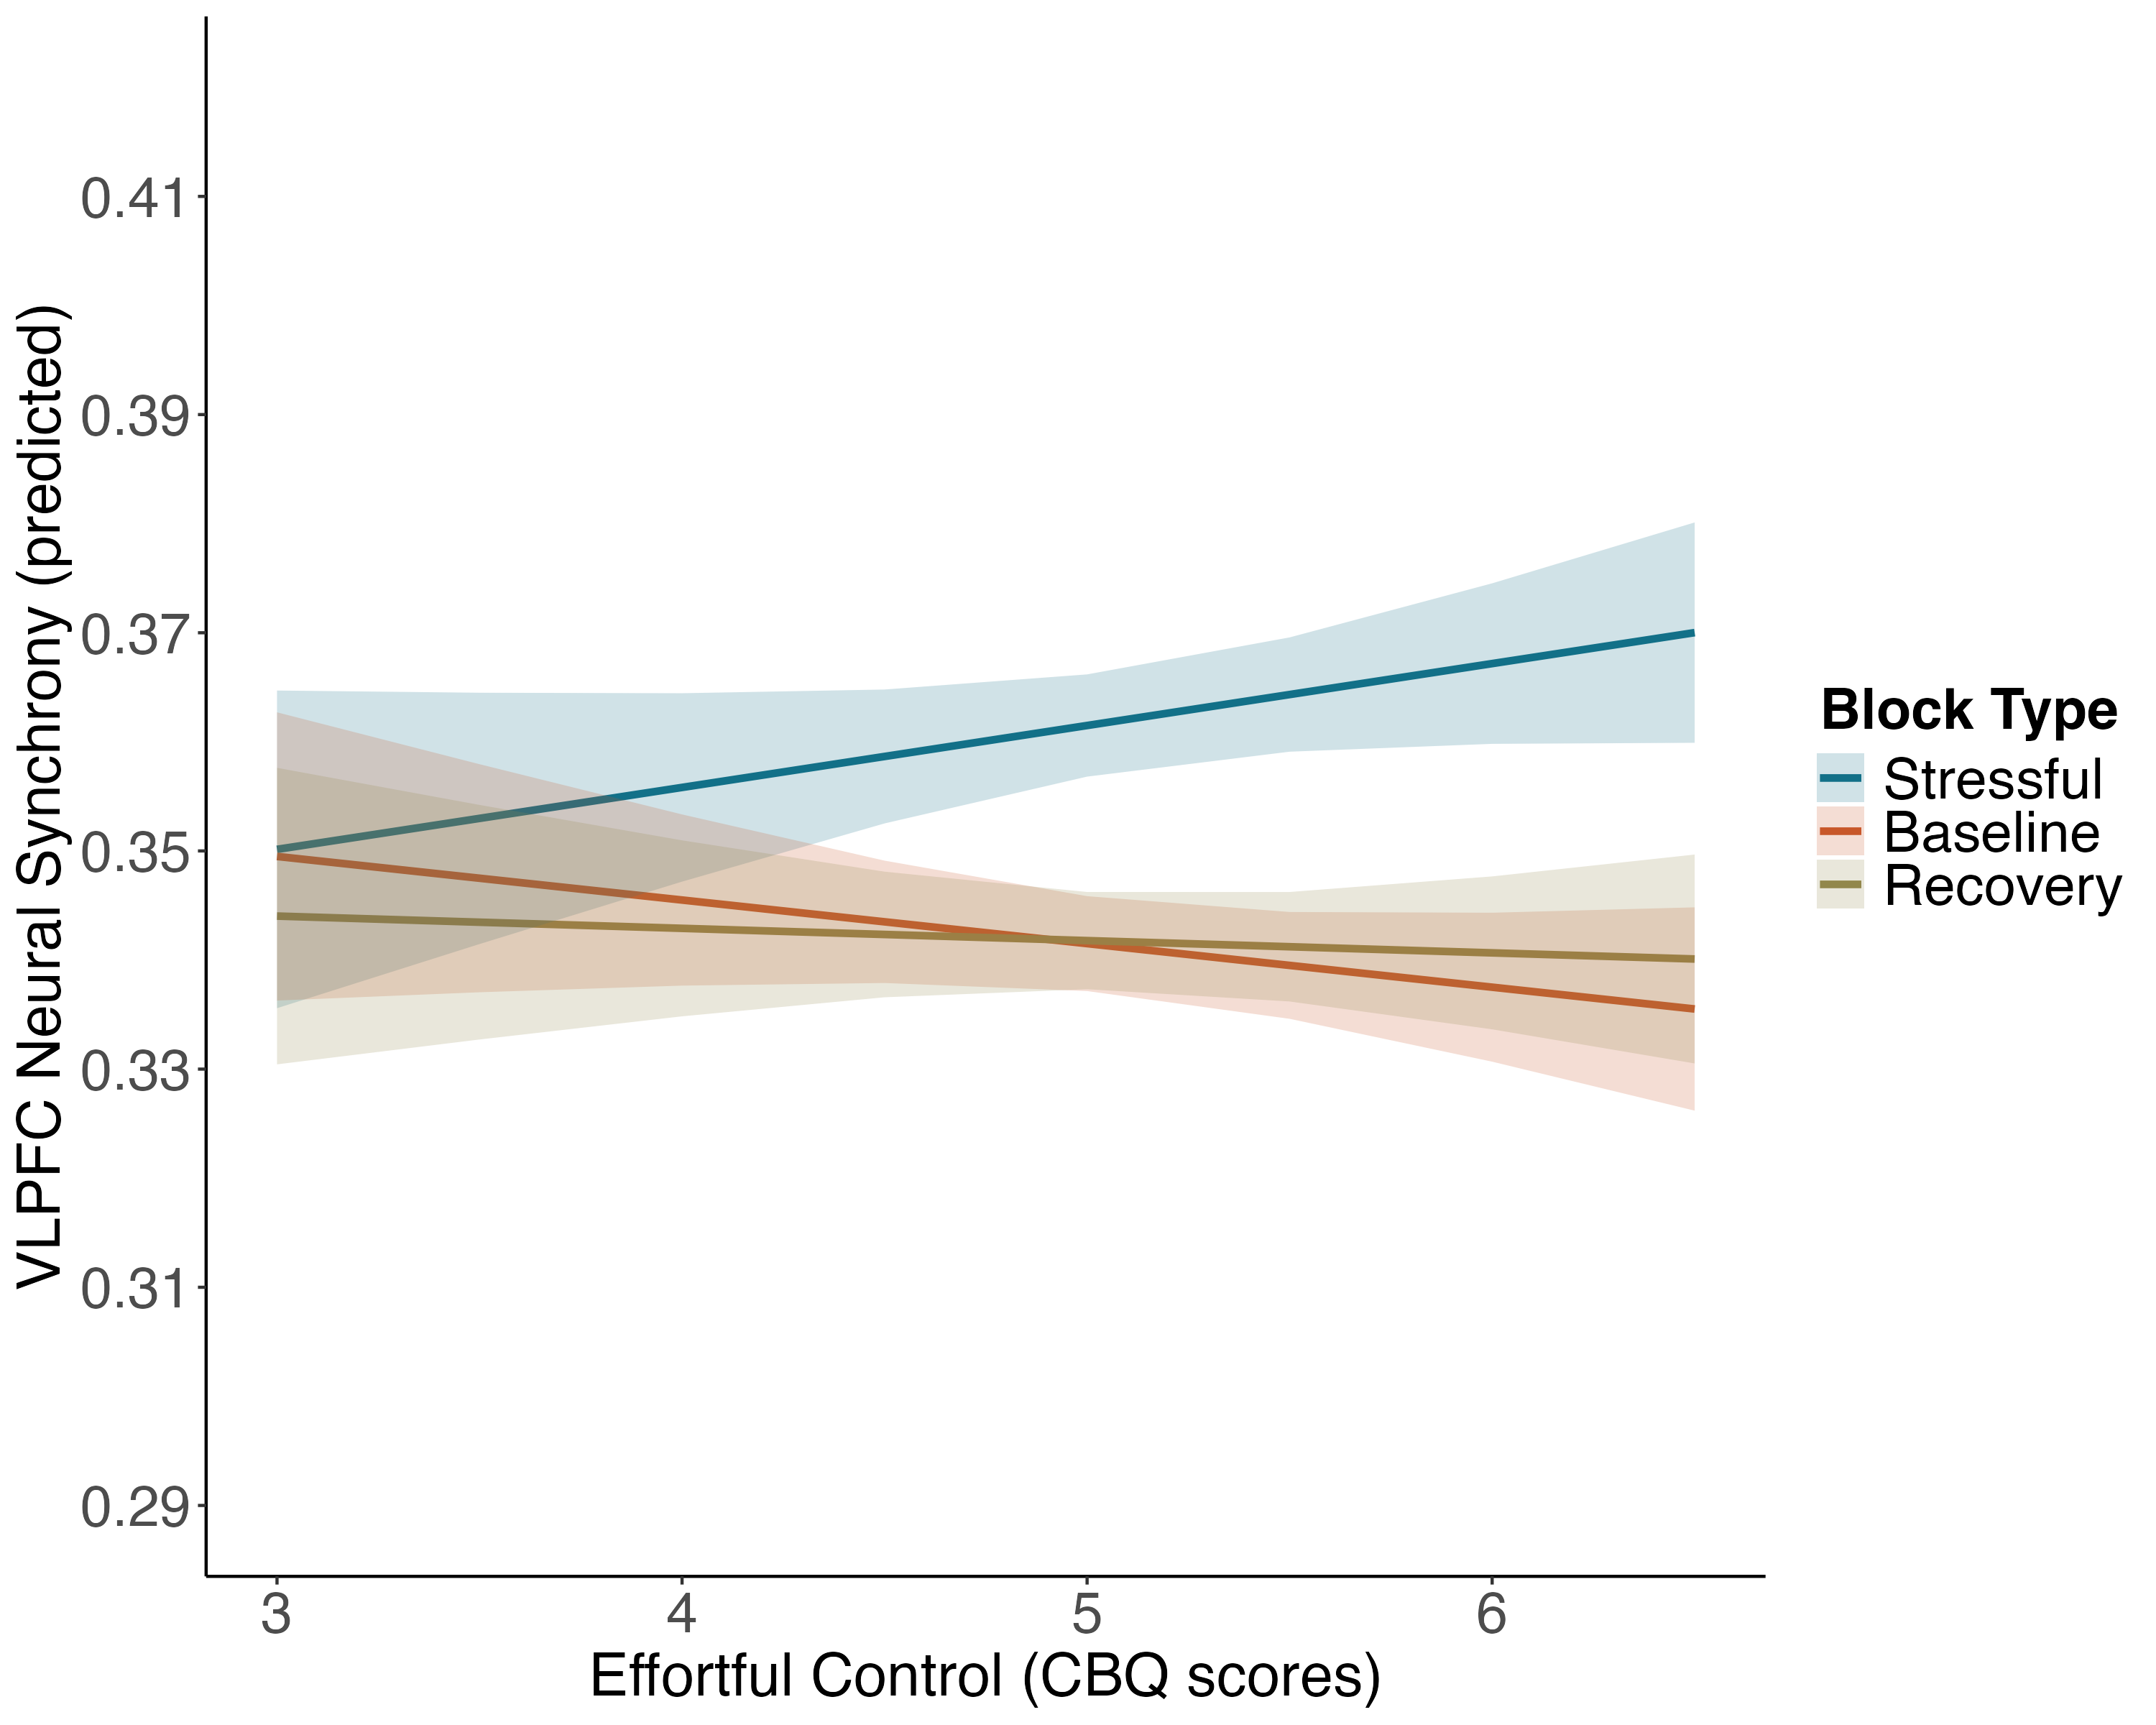 VLPFC Neural Synchrony (predicted)
0.41
0.39
0.37
0.35
0.33
0.31
0.29
3 4 5 6
Effortful Control (CBQ scores)
Block Type
Stressful
Baseline
Recovery